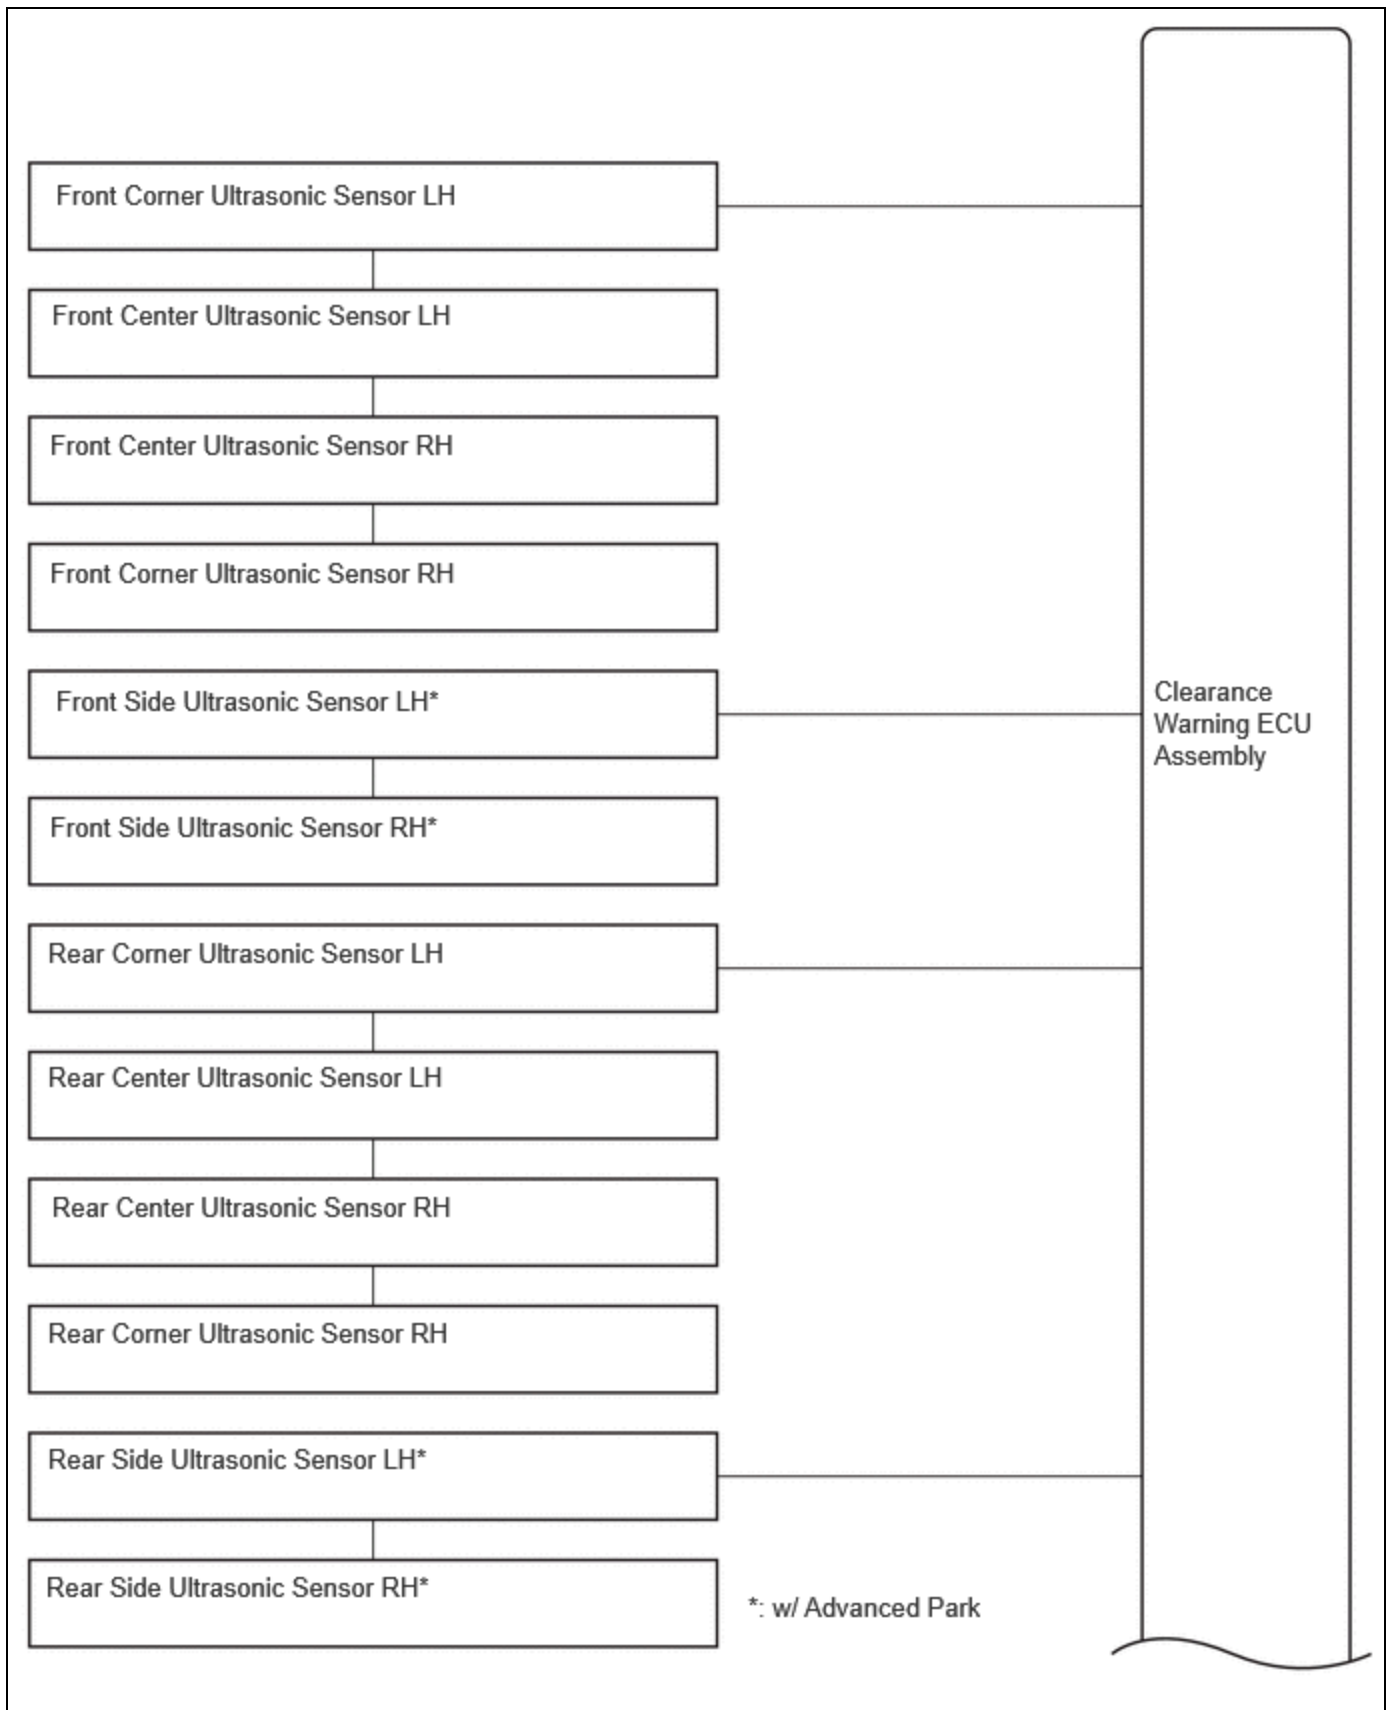 Front Corner Ultrasonic Sensor LH
Front Center Ultrasonic Sensor LH
Front Center Ultrasonic Sensor RH
Front Corner Ultrasonic Sensor RH
Front Side Ultrasonic Sensor LH*
Clearance
Warning ECU
Assembly
Front Side Ultrasonic Sensor RH*
Rear Corner Ultrasonic Sensor LH
Rear Center Ultrasonic Sensor LH
Rear Center Ultrasonic Sensor RH
Rear Corner Ultrasonic Sensor RH
Rear Side Ultrasonic Sensor LH*
Rear Side Ultrasonic Sensor RH*
*: w/ Advanced Park